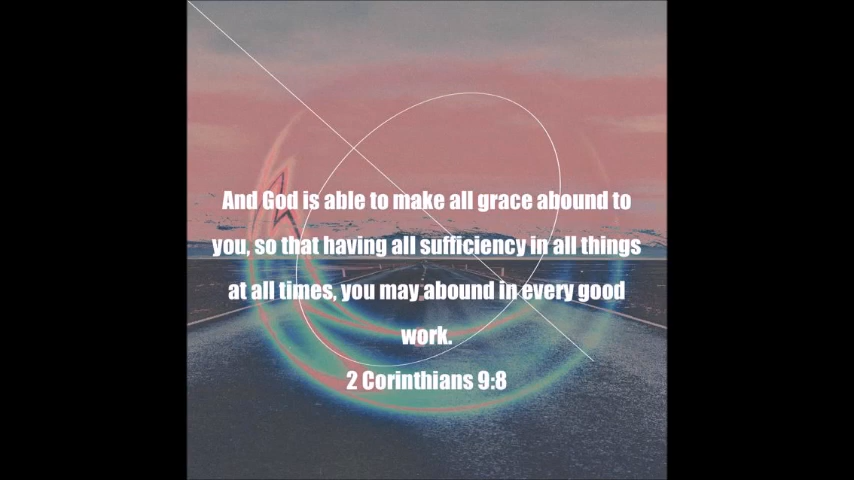 And God is able to make all grace abound to
you, so that having all sufficiency in all things
at all times, you may abound in every good
work.
2 Corinthians 9:8